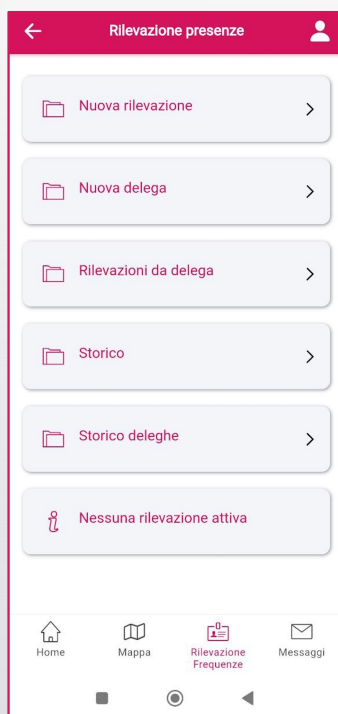 Rilevazione presenze
Nuova rilevazione
Nuova delega
Rilevazioni da delega
Storico
Storico deleghe
Nessuna rilevazione attiva
Home
Mappa
Rilevazione
Frequenze
Messaggi